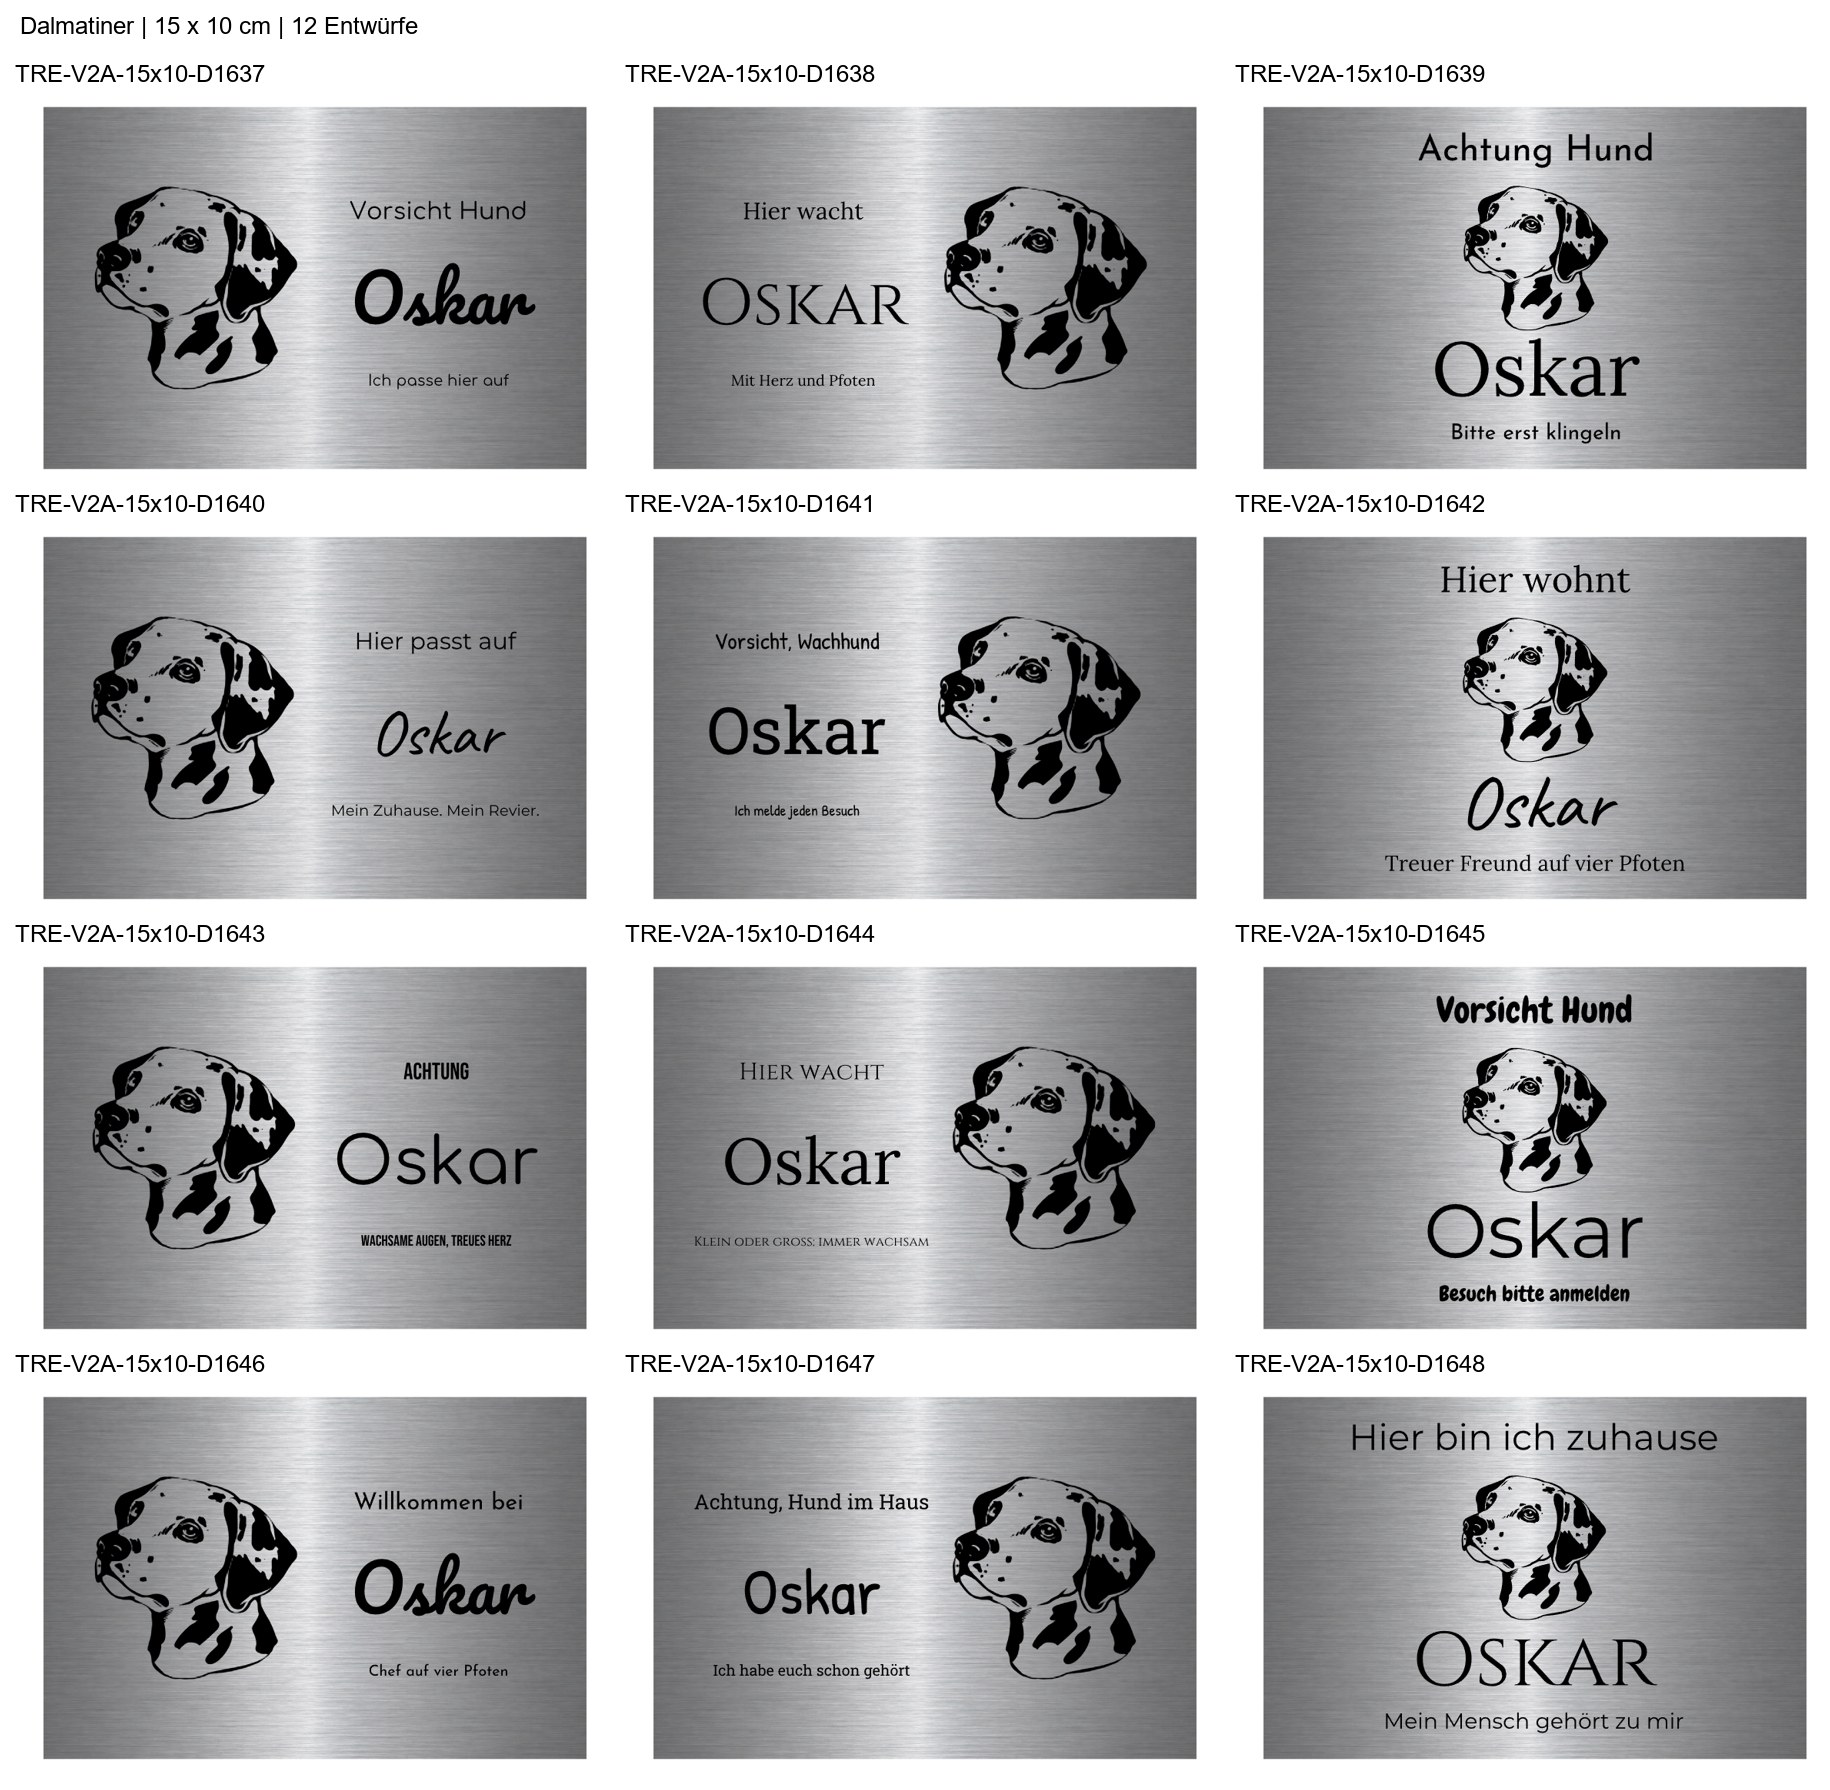 Dalmatiner | 15 x 10 cm | 12 Entwürfe
TRE-V2A-15x10-D1637
Vorsicht Hund
Oskar
Ich passe hier auf
TRE-V2A-15x10-D1638
Hier wacht
Oskar
Mit Herz und Pfoten
TRE-V2A-15x10-D1639
Achtung Hund
Oskar
Bitte erst klingeln
TRE-V2A-15x10-D1640
Hier passt auf
Oskar
Mein Zuhause. Mein Revier.
TRE-V2A-15x10-D1641
Vorsicht, Wachhund
Oskar
Ich melde jeden Besuch
TRE-V2A-15x10-D1642
Hier wohnt
Oskar
Treuer Freund auf vier Pfoten
TRE-V2A-15x10-D1643
ACHTUNG
Oskar
WACHSAME AUGEN, TREUES HERZ
TRE-V2A-15x10-D1644
Hier wacht
Oskar
Klein oder gross: immer wachsam
TRE-V2A-15x10-D1645
Vorsicht Hund
Oskar
Besuch bitte anmelden
TRE-V2A-15x10-D1646
Willkommen bei
Oskar
Chef auf vier Pfoten
TRE-V2A-15x10-D1647
Achtung, Hund im Haus
Oskar
Ich habe euch schon gehört
TRE-V2A-15x10-D1648
Hier bin ich zuhause
Oskar
Mein Mensch gehört zu mir